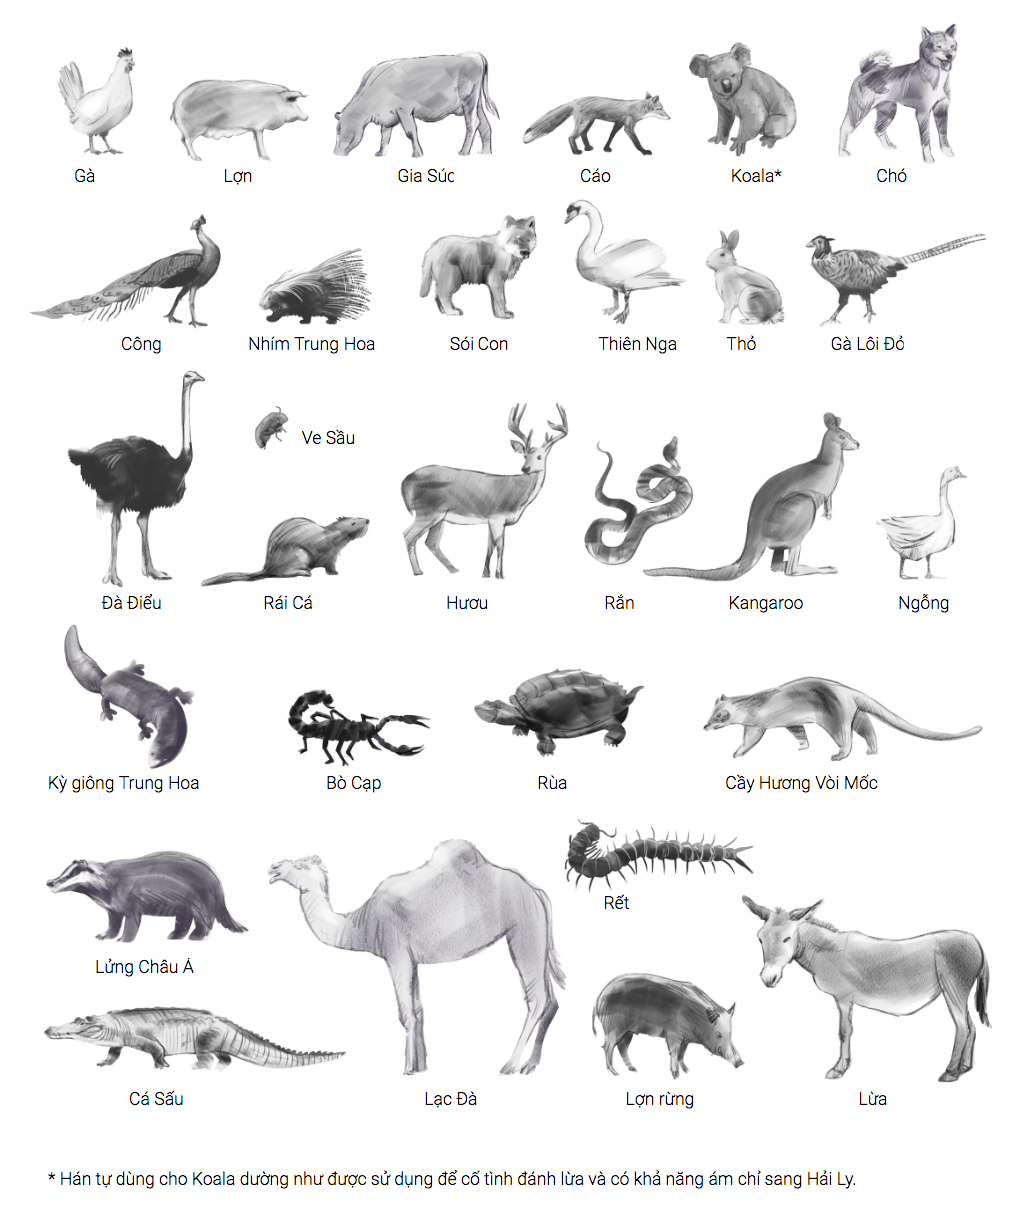 Gà
Lợn
Gia Súc
Cáo
Koala*
Chó
Công
Nhím Trung Hoa
Sói Con
Thiên Nga
Thỏ
Gà Lôi Đỏ
Ve Sầu
Đà Điểu
Rái Cá
Hươu
Rắn
Kangaroo
Ngỗng
Kỳ giông Trung Hoa
Bò Cạp
Rùa
Cầy Hương Vòi Mốc
Rết
Lửng Châu Á
Cá Sấu
Lạc Đà
Lợn rừng
Lừa
* Hán tự dùng cho Koala dường như được sử dụng để cố tình đánh lừa và có khả năng ám chỉ sang Hải Ly.